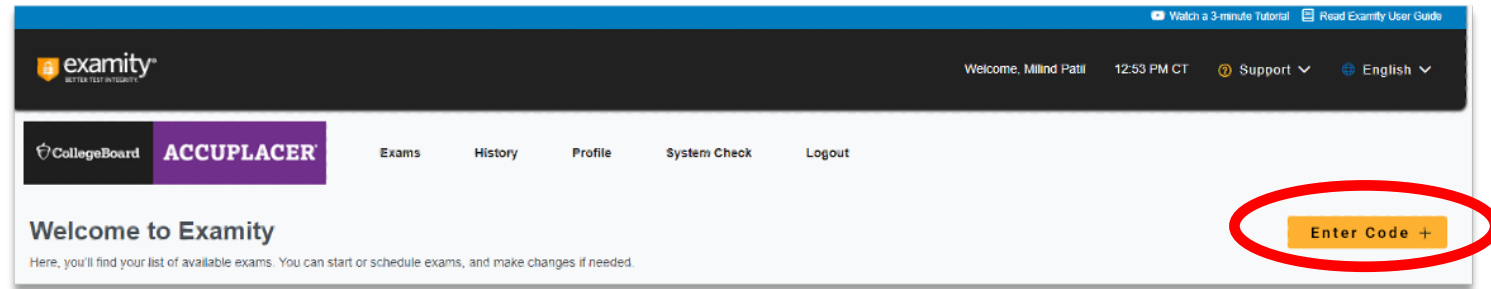 Watch a 3-minute Tutorial Read Examity User Guide
examity®
BETTER TEST INTEGRITY™
Welcome, Milind Patil 12:53 PM CT Support English
CollegeBoard ACCUPLACER® Exams History Profile System Check Logout
Welcome to Examity
Enter Code +
Here, you'll find your list of available exams. You can start or schedule exams, and make changes if needed.